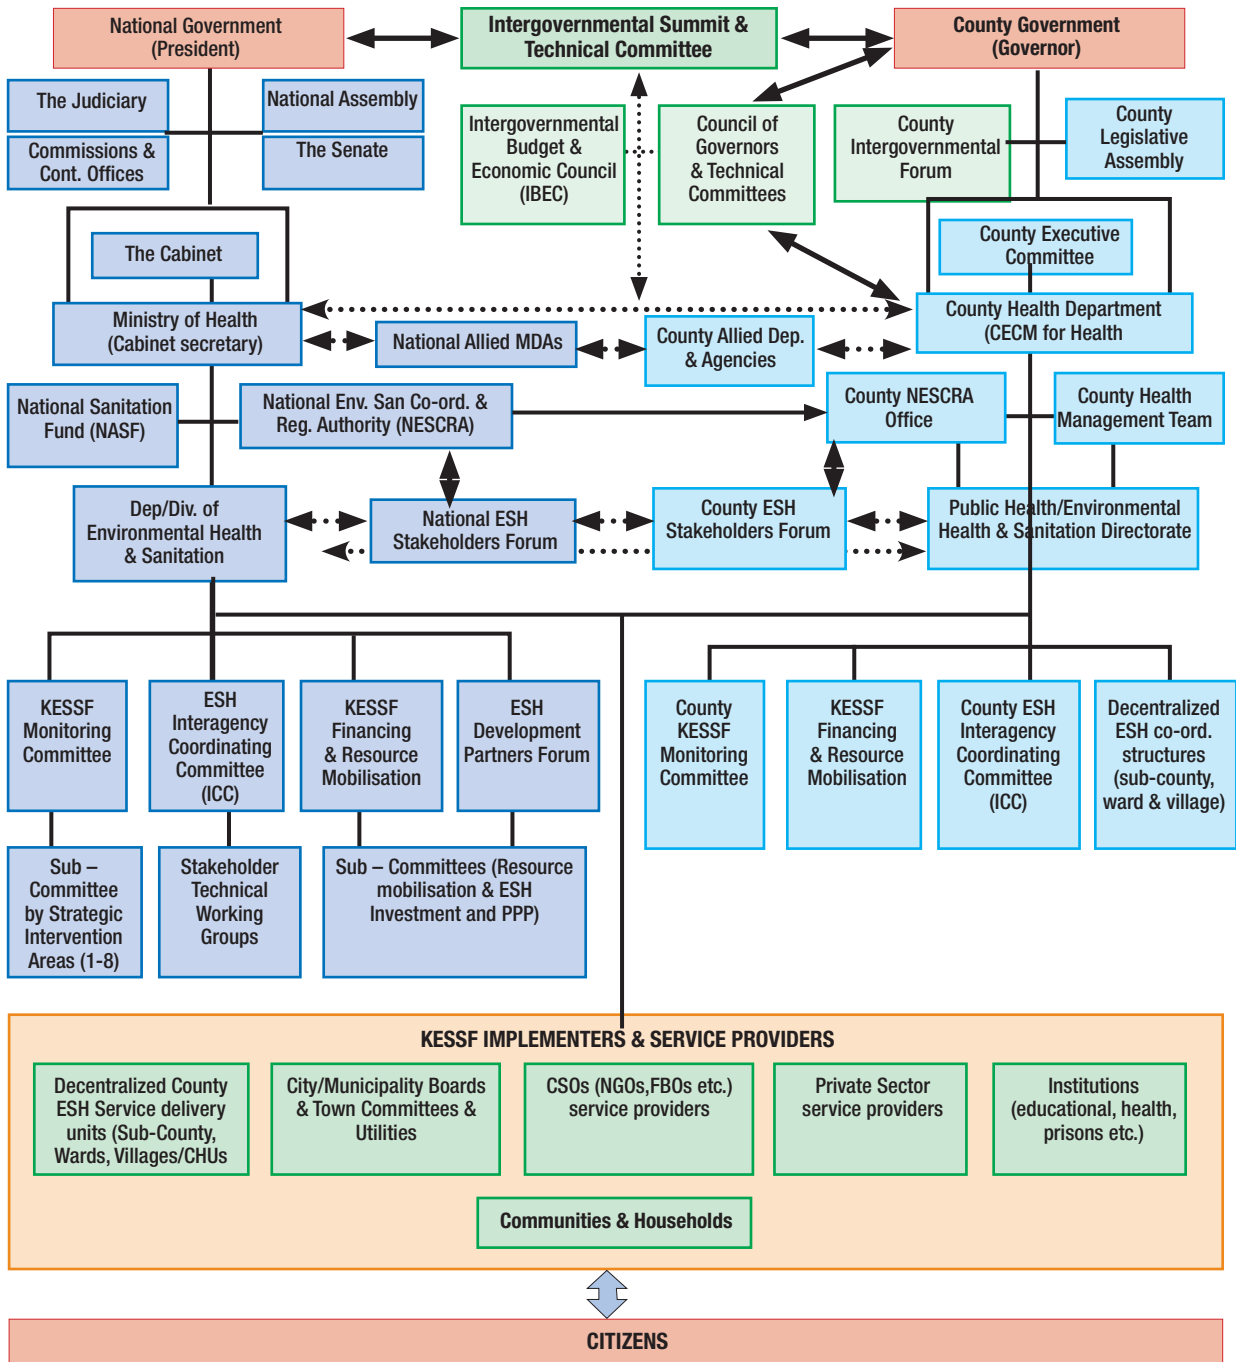 National Government
(President)
Intergovernmental Summit &
Technical Committee
County Government
(Governor)
The Judiciary
National Assembly
Commissions &
Cont. Offices
The Senate
Intergovernmental
Budget &
Economic Council
(IBEC)
Council of
Governors
& Technical
Committees
County
Intergovernmental
Forum
County
Legislative
Assembly
The Cabinet
County Executive
Committee
Ministry of Health
(Cabinet secretary)
National Allied MDAs
County Allied Dep.
& Agencies
County Health Department
(CECM for Health
National Sanitation
Fund (NASF)
National Env. San Co-ord. &
Reg. Authority (NESCRA)
County NESCRA
Office
County Health
Management Team
Dep/Div. of
Environmental Health
& Sanitation
National ESH
Stakeholders Forum
County ESH
Stakeholders Forum
Public Health/Environmental
Health & Sanitation Directorate
KESSF
Monitoring
Committee
ESH
Interagency
Coordinating
Committee
(ICC)
KESSF
Financing
& Resource
Mobilisation
ESH
Development
Partners Forum
County
KESSF
Monitoring
Committee
KESSF
Financing
& Resource
Mobilisation
County ESH
Interagency
Coordinating
Committee
(ICC)
Decentralized
ESH co-ord.
structures
(sub-county,
ward & village)
Sub –
Committee
by Strategic
Intervention
Areas (1-8)
Stakeholder
Technical
Working
Groups
Sub – Committees (Resource
mobilisation & ESH
Investment and PPP)
KESSF IMPLEMENTERS & SERVICE PROVIDERS
Decentralized County
ESH Service delivery
units (Sub-County,
Wards, Villages/CHUs
City/Municipality Boards
& Town Committees &
Utilities
CSOs (NGOs,FBOs etc.)
service providers
Private Sector
service providers
Institutions
(educational, health,
prisons etc.)
Communities & Households
CITIZENS